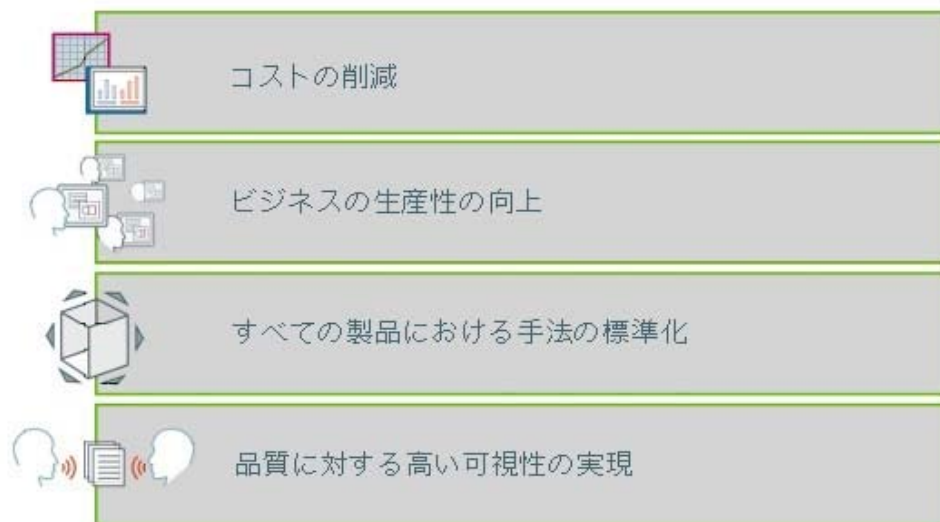 コストの削減
ビジネスの生産性の向上
すべての製品における手法の標準化
品質に対する高い可視性の実現